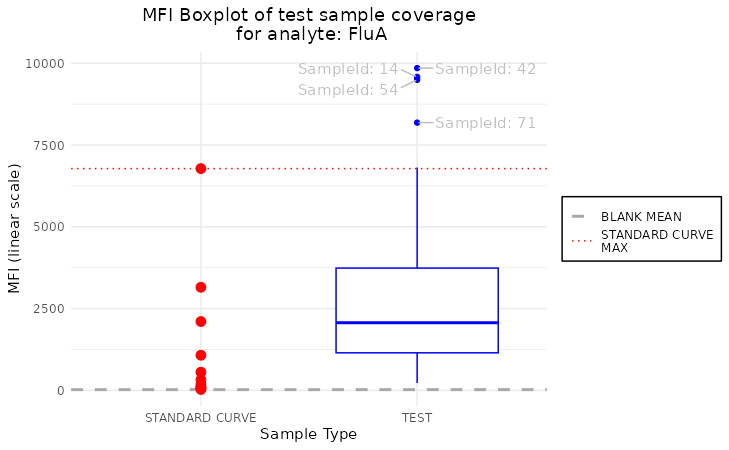 MFI Boxplot of test sample coverage
for analyte: FluA
10000
7500
5000
2500
0
MFI (linear scale)
SampleId: 14
SampleId: 42
SampleId: 54
SampleId: 71
STANDARD CURVE
TEST
Sample Type
BLANK MEAN
STANDARD CURVE
MAX